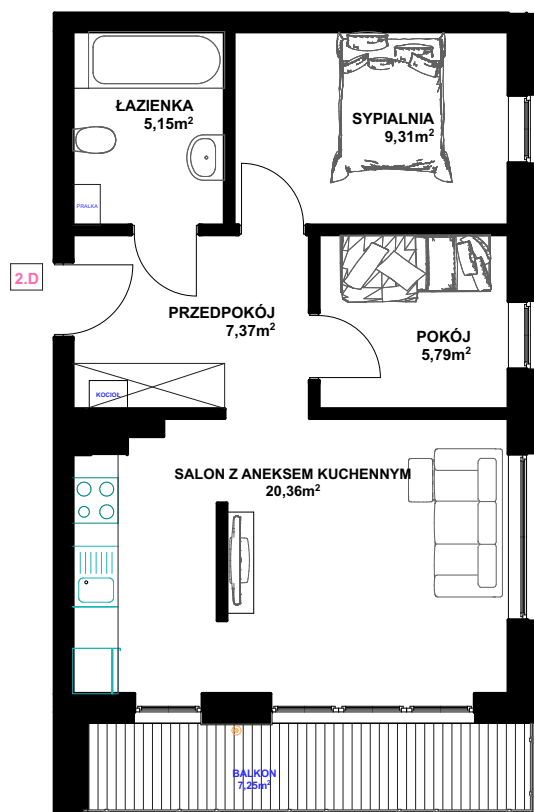 ŁAZIENKA
5,15m²
SYPIALNIA
9,31m²
PRALKA
2.D
PRZEDPOKÓJ
7,37m²
POKÓJ
5,79m²
KOCIOŁ
SALON Z ANEKSEM KUCHENNYM
20,36m²
BALKON
7,25m²